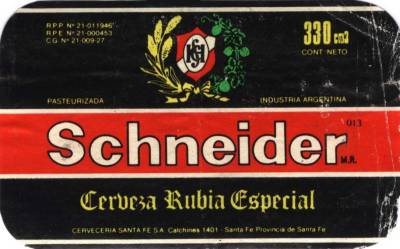 R.P.P. Nº 21-011946
R.P.E. Nº 21-000453
C.G. Nº 21-009-27
330 cm3
CONT. NETO
PASTEURIZADA
INDUSTRIA ARGENTINA
013
Schneider
M.R.
Cerveza Rubia Especial
CERVECERIA SANTA FE S.A. Calchines 1401 - Santa Fe Provincia de Santa Fe